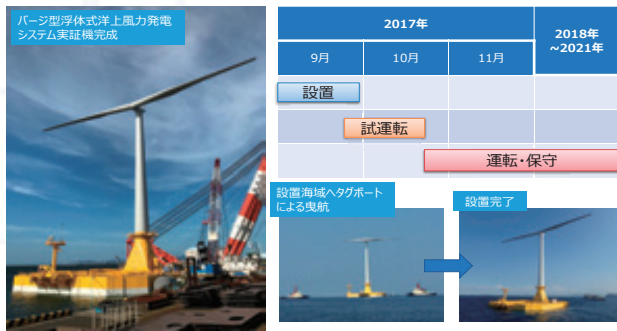 バージ型浮体式洋上風力発電
システム実証機完成
2017年
2018年
~2021年
9月
10月
11月
設置
試運転
運転・保守
設置海域へタグボート
による曳航
設置完了